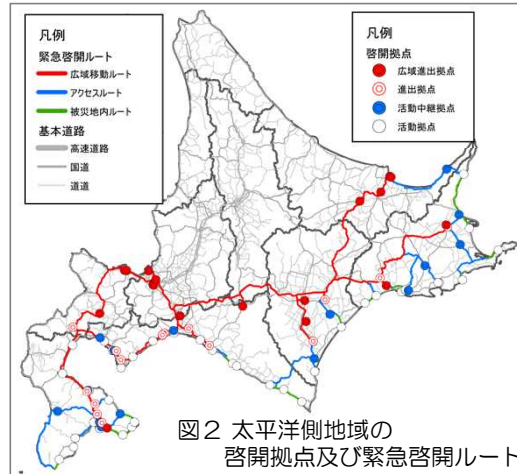 凡例
緊急啓開ルート
広域移動ルート
アクセスルート
被災地内ルート
基本道路
高速道路
国道
道道
凡例
啓開拠点
広域進出拠点
進出拠点
活動中継拠点
活動拠点
図2 太平洋側地域の
啓開拠点及び緊急啓開ルート